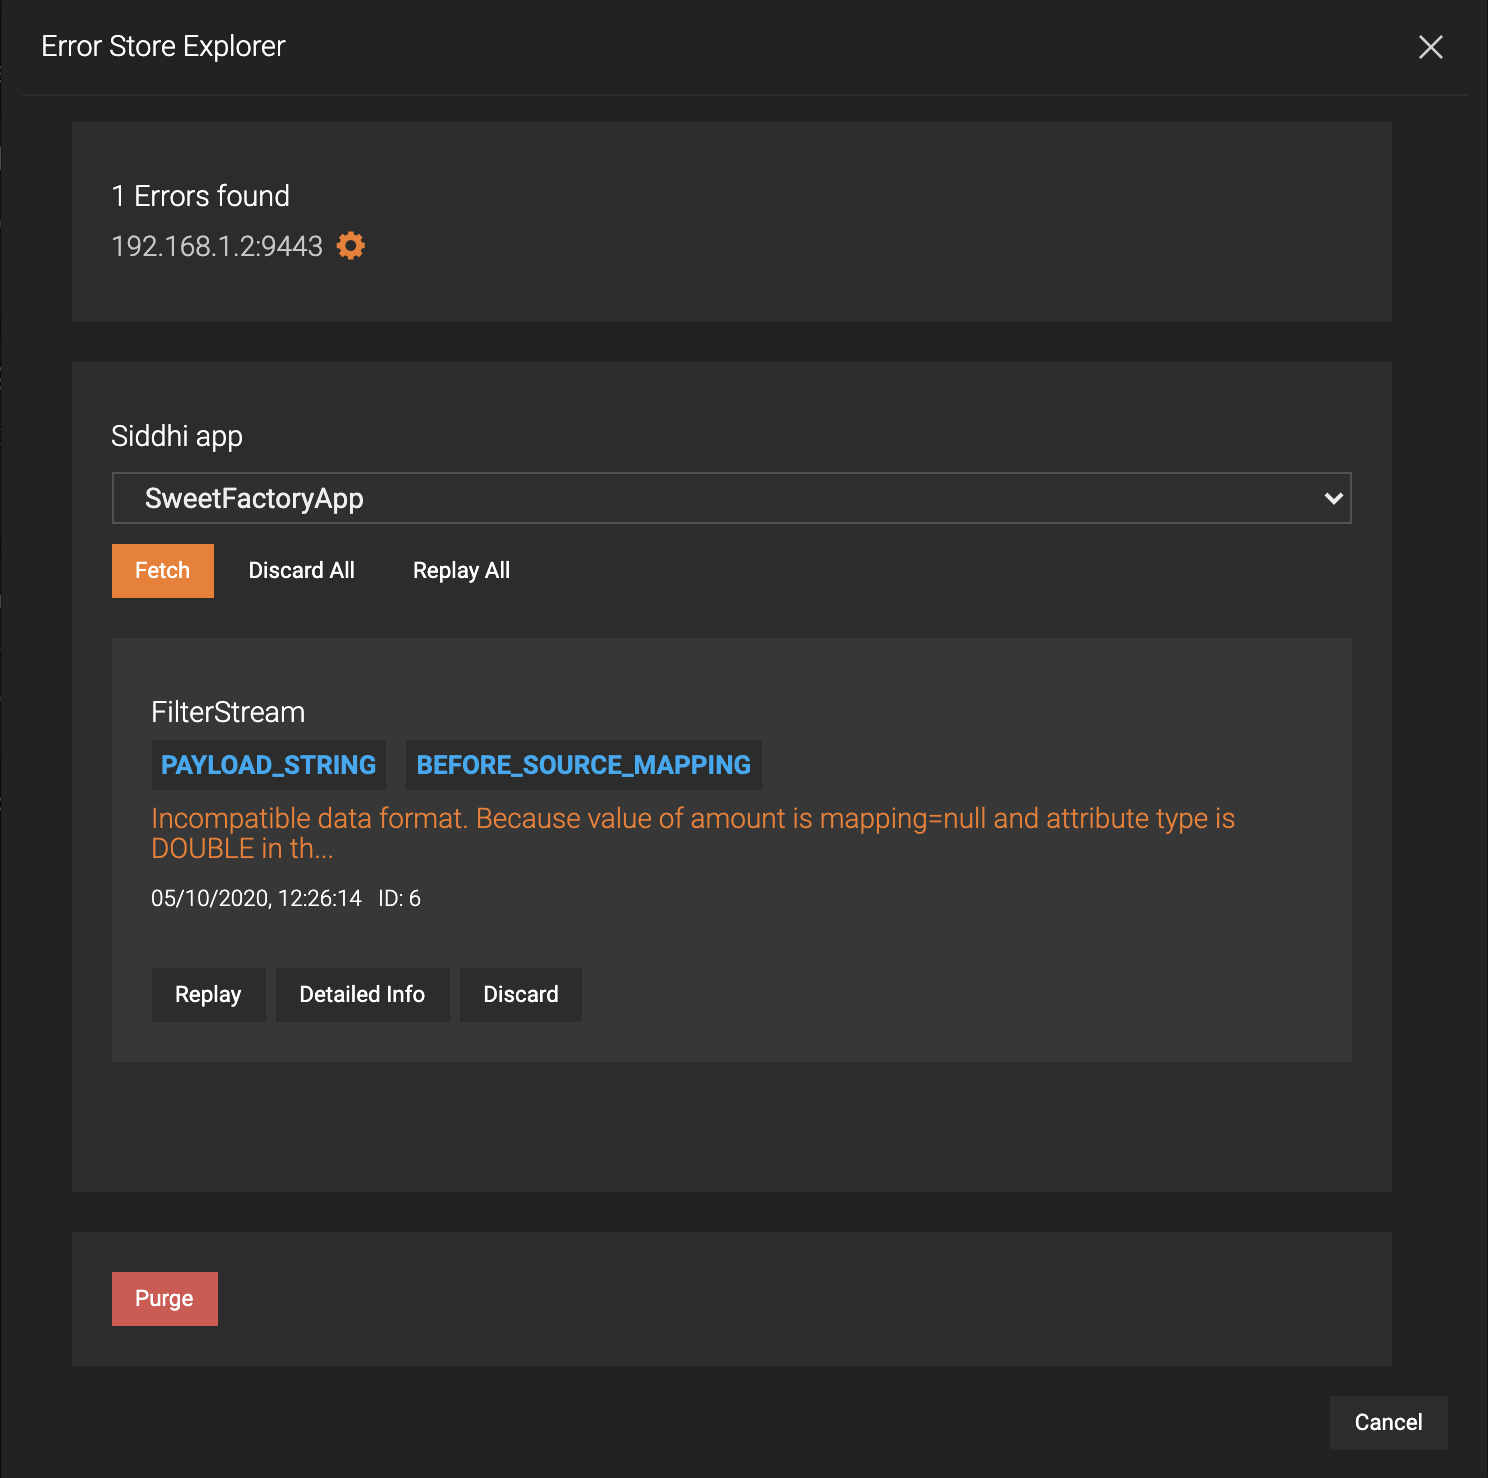 Error Store Explorer
1 Errors found
192.168.1.2:9443
Siddhi app
SweetFactoryApp
Fetch Discard All Replay All
FilterStream
PAYLOAD_STRING BEFORE_SOURCE_MAPPING
Incompatible data format. Because value of amount is mapping=null and attribute type is
DOUBLE in th...
05/10/2020, 12:26:14 ID: 6
Replay Detailed Info Discard
Purge
Cancel